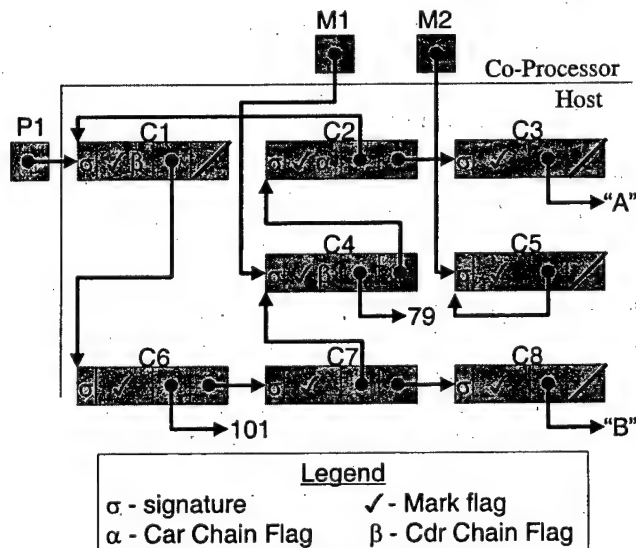 M1 M2
Co-Processor
Host
P1
C1 C2 C3
σ ✓ β
σ ✓ α
σ ✓
"A"
C4 C5
σ ✓ β
σ ✓
79
C6 C7 C8
σ ✓
σ ✓
σ ✓
101
"B"
Legend
σ - signature ✓ - Mark flag
α - Car Chain Flag β - Cdr Chain Flag